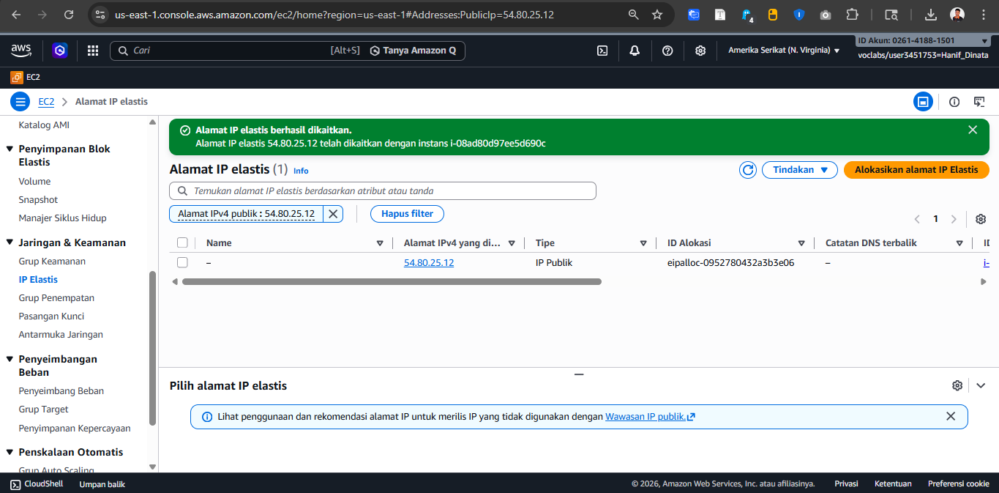 us-east-1.console.aws.amazon.com/ec2/home?region=us-east-1#Addresses:PublicIp=54.80.25.12
4
aws
Cari
[Alt+S]
Tanya Amazon Q
Amerika Serikat (N. Virginia)
ID Akun: 0261-4188-1501
voclabs/user3451753=Hanif_Dinata
EC2
EC2
Alamat IP elastis
Katalog AMI
Penyimpanan Blok
Elastis
Volume
Snapshot
Manajer Siklus Hidup
Jaringan & Keamanan
Grup Keamanan
IP Elastis
Grup Penempatan
Pasangan Kunci
Antarmuka Jaringan
Penyeimbangan
Beban
Penyeimbang Beban
Grup Target
Penyimpanan Kepercayaan
Penskalaan Otomatis
Grup Auto Scaling
Alamat IP elastis berhasil dikaitkan.
Alamat IP elastis 54.80.25.12 telah dikaitkan dengan instans i-08ad80d97ee5d690c
Alamat IP elastis (1) Info
Tindakan
Alokasikan alamat IP Elastis
Temukan alamat IP elastis berdasarkan atribut atau tanda
Alamat IPv4 publik : 54.80.25.12
Hapus filter
1
Name
Alamat IPv4 yang di...
Tipe
ID Alokasi
Catatan DNS terbalik
–
54.80.25.12
IP Publik
eipalloc-0952780432a3b3e06
–
i-
Pilih alamat IP elastis
Lihat penggunaan dan rekomendasi alamat IP untuk merilis IP yang tidak digunakan dengan Wawasan IP publik.
CloudShell
Umpan balik
© 2026, Amazon Web Services, Inc. atau afiliasinya.
Privasi
Ketentuan
Preferensi cookie